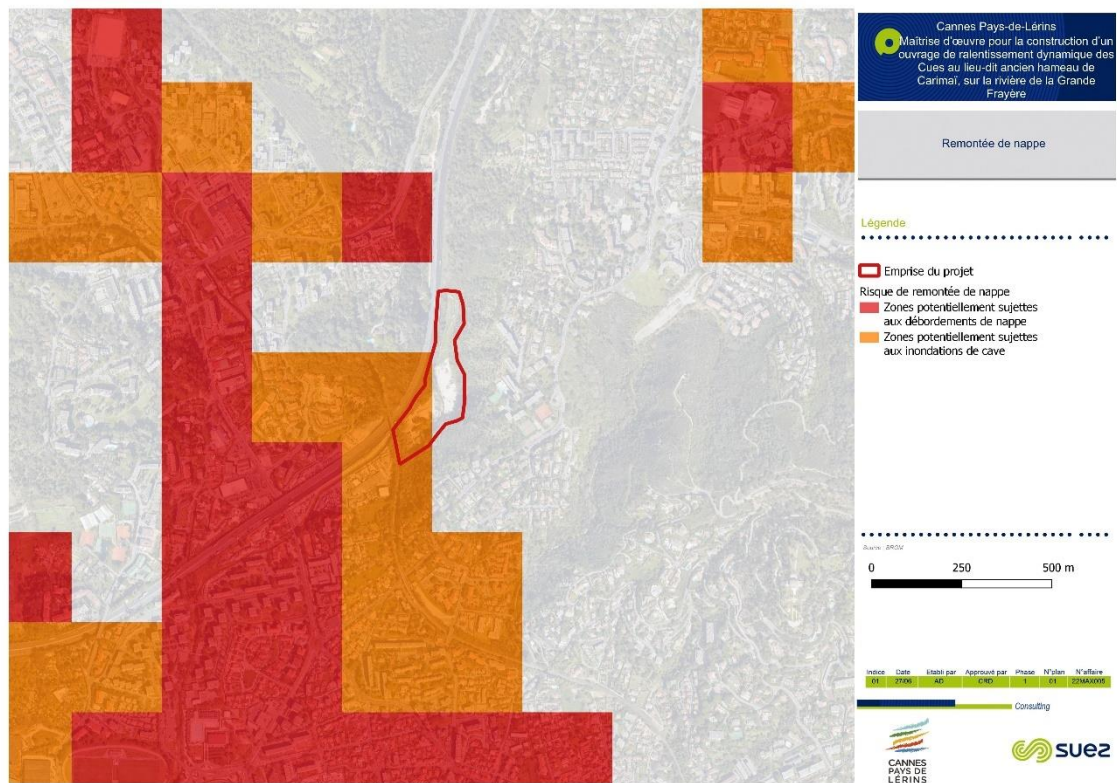 Cannes Pays-de-Lérins
Maîtrise d'œuvre pour la construction d'un
ouvrage de ralentissement dynamique des
Cues au lieu-dit ancien hameau de
Carimaï, sur la rivière de la Grande
Frayère
Remontée de nappe
Légende
Emprise du projet
Risque de remontée de nappe
Zones potentiellement sujettes
aux débordements de nappe
Zones potentiellement sujettes
aux inondations de cave
Source : BRGM
0 250 500 m
Indice Date Etabli par Approuvé par Phase N°plan N°affaire
01 27/06 AD CRD 1 01 22MAX005
Consulting
CANNES
PAYS DE
LÉRINS
suez